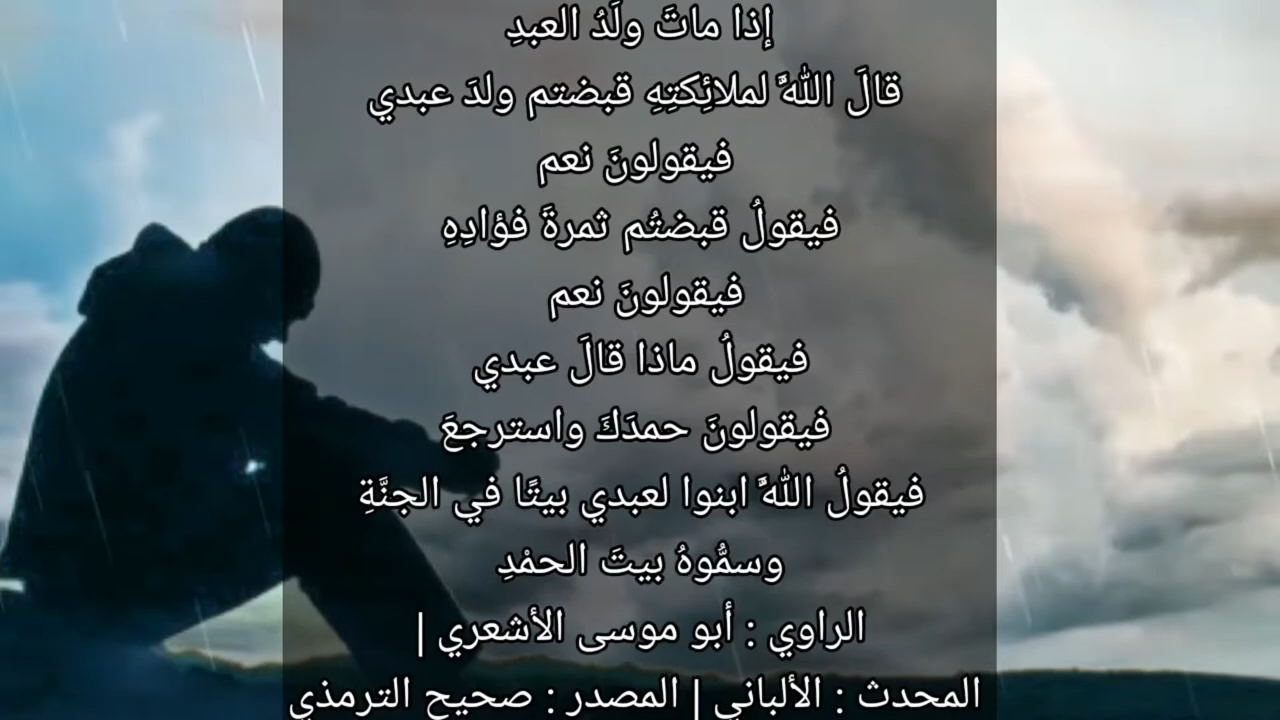 إذا ماتَ ولَدُ العبدِ
قالَ اللهُ لملائِكتِهِ قبضتم ولدَ عبدي
فيقولونَ نعم
فيقولُ قبضتُم ثمرةَ فؤادِهِ
فيقولونَ نعم
فيقولُ ماذا قالَ عبدي
فيقولونَ حمدَكَ واسترجعَ
فيقولُ اللهُ ابنوا لعبدي بيتًا في الجنَّةِ
وسمُّوهُ بيتَ الحمْدِ
الراوي : أبو موسى الأشعري |
المحدث : الألباني | المصدر : صحيح الترمذي